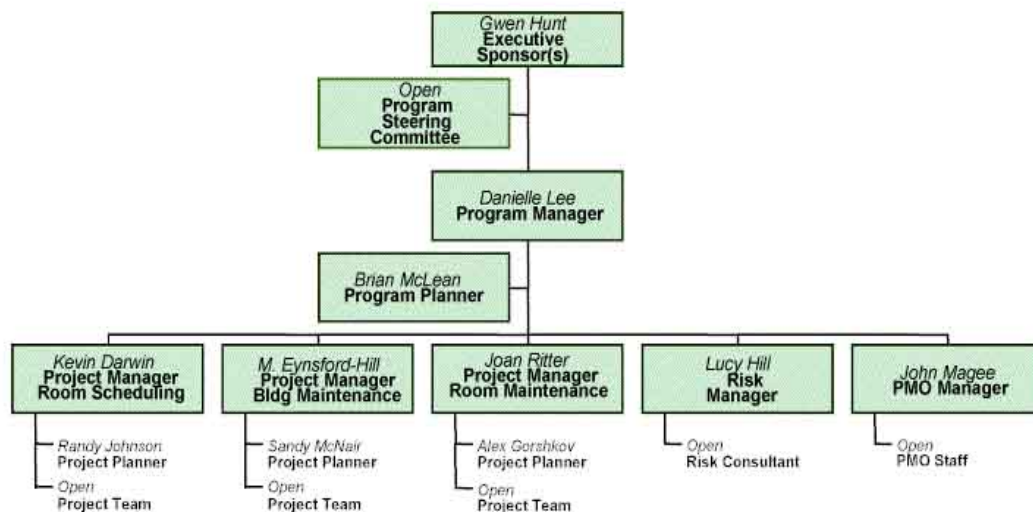 Gwen Hunt
Executive
Sponsor(s)
Open
Program
Steering
Committee
Danielle Lee
Program Manager
Brian McLean
Program Planner
Kevin Darwin
Project Manager
Room Scheduling
Randy Johnson
Project Planner
Open
Project Team
M. Eynsford-Hill
Project Manager
Bldg Maintenance
Sandy McNair
Project Planner
Open
Project Team
Joan Ritter
Project Manager
Room Maintenance
Alex Gorshkov
Project Planner
Open
Project Team
Lucy Hill
Risk
Manager
Open
Risk Consultant
John Magee
PMO Manager
Open
PMO Staff